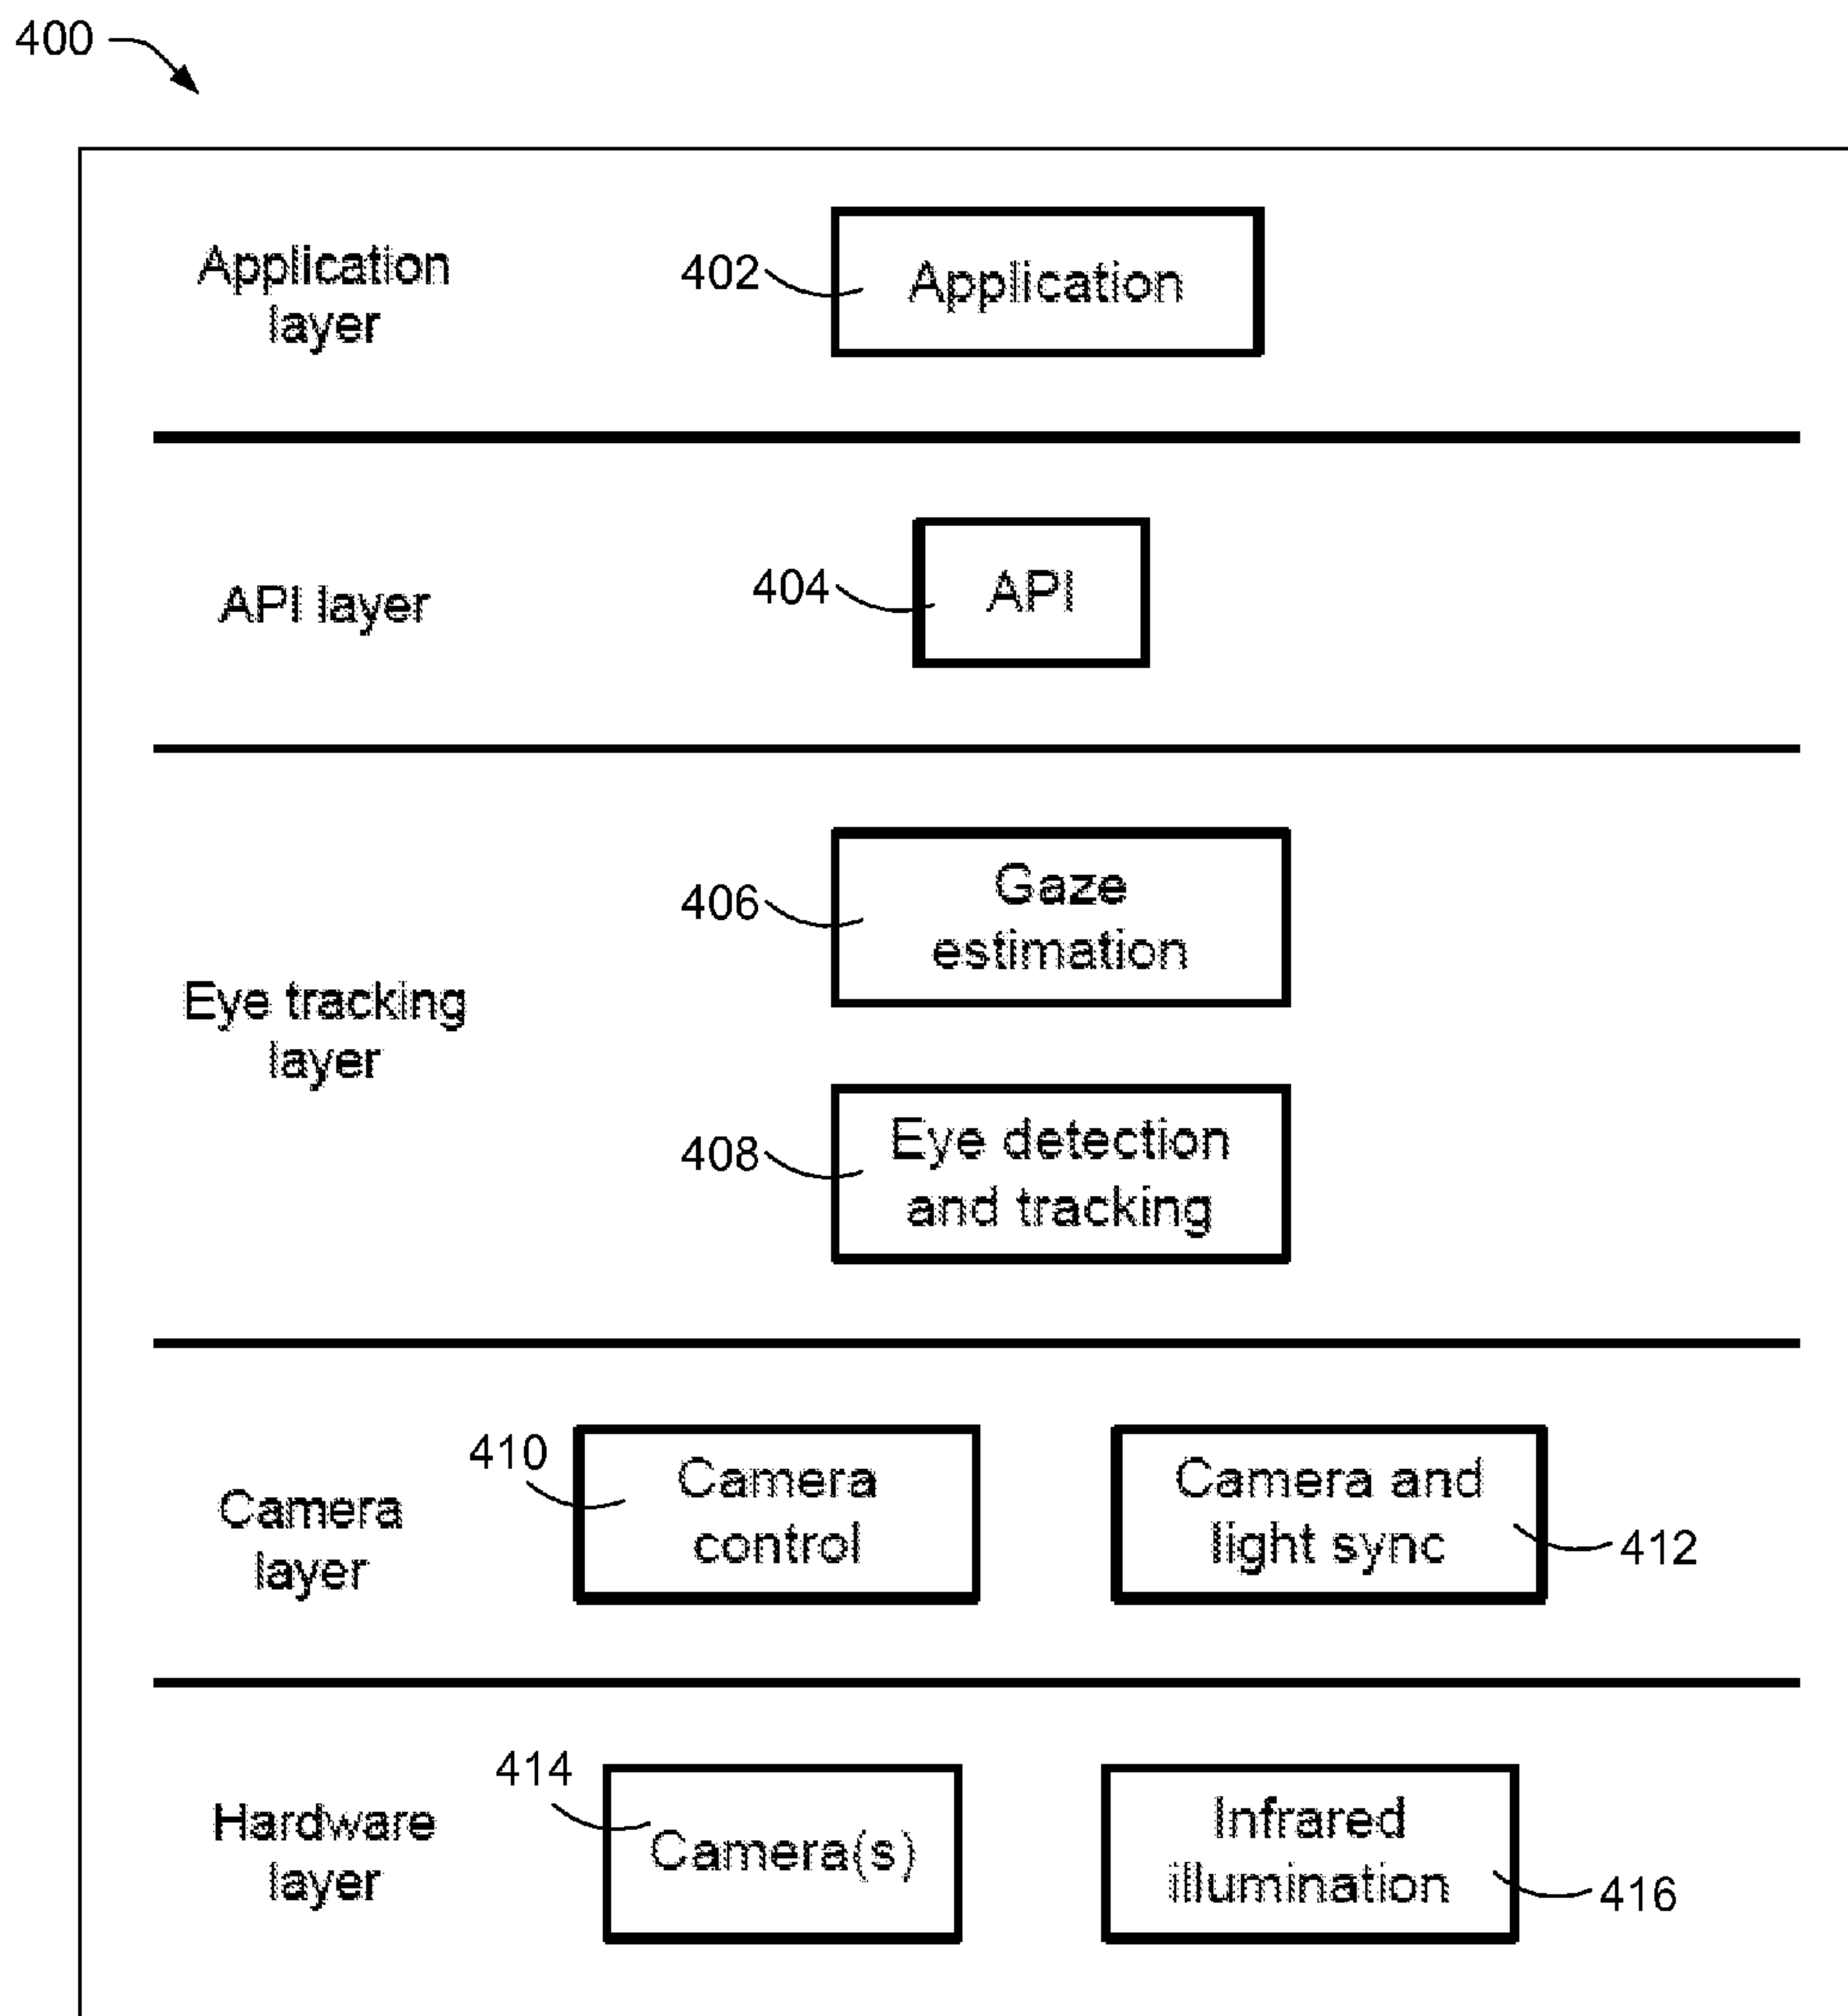 400
Application
layer
402
Application
API layer
404
API
Eye tracking
layer
406
Gaze
estimation
408
Eye detection
and tracking
Camera
layer
410
Camera
control
Camera and
light sync
412
Hardware
layer
414
Camera(s)
Infrared
illumination
416